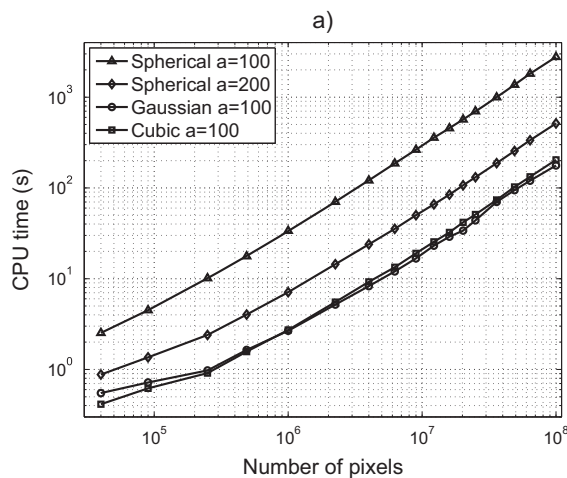 a)
Spherical a=100
Spherical a=200
Gaussian a=100
Cubic a=100
CPU time (s)
10³
10²
10¹
10⁰
10⁵
10⁶
10⁷
10⁸
Number of pixels